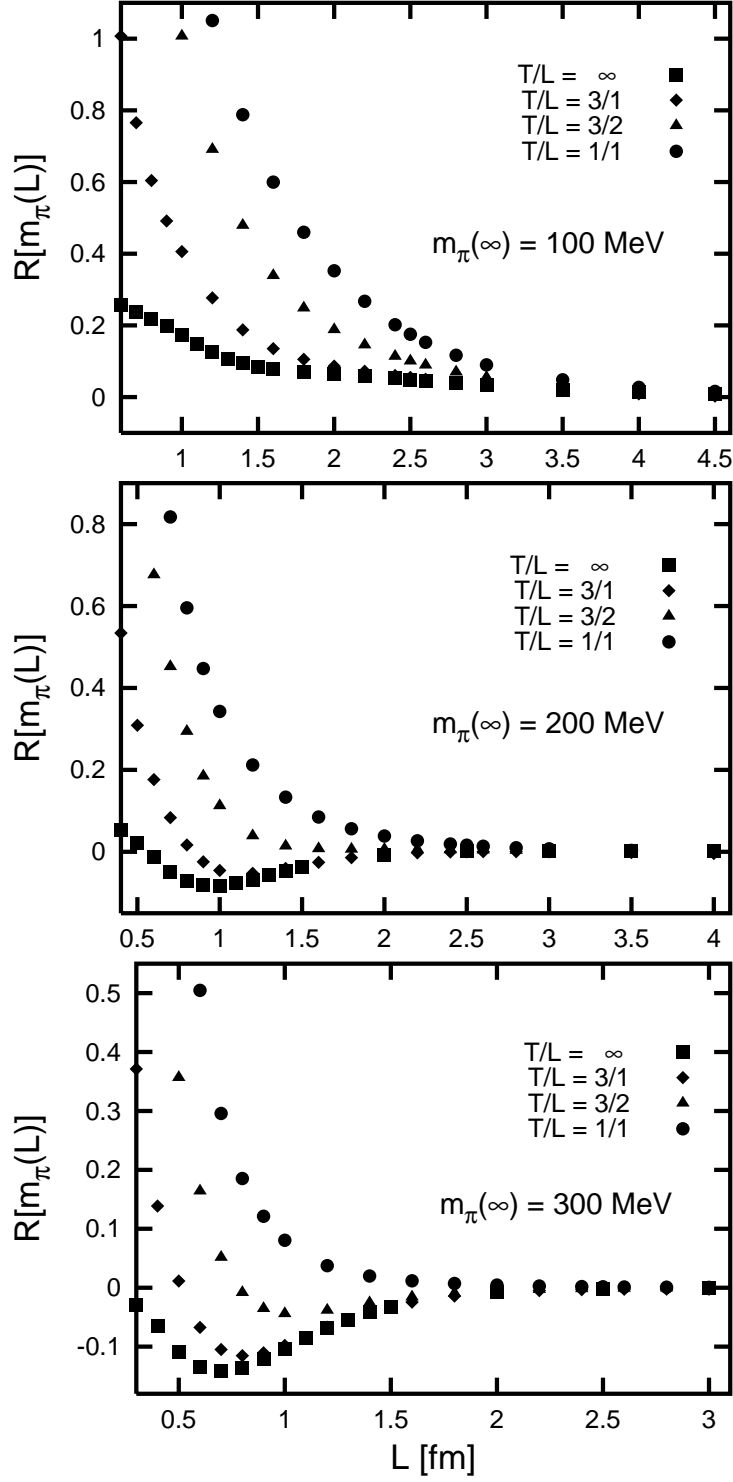 1
0.8
0.6
0.4
0.2
0
R[mπ(L)]
T/L = ∞
T/L = 3/1
T/L = 3/2
T/L = 1/1
mπ(∞) = 100 MeV
1 1.5 2 2.5 3 3.5 4 4.5
0.8
0.6
0.4
0.2
0
R[mπ(L)]
T/L = ∞
T/L = 3/1
T/L = 3/2
T/L = 1/1
mπ(∞) = 200 MeV
0.5 1 1.5 2 2.5 3 3.5 4
0.5
0.4
0.3
0.2
0.1
0
-0.1
R[mπ(L)]
T/L = ∞
T/L = 3/1
T/L = 3/2
T/L = 1/1
mπ(∞) = 300 MeV
0.5 1 1.5 2 2.5 3
L [fm]